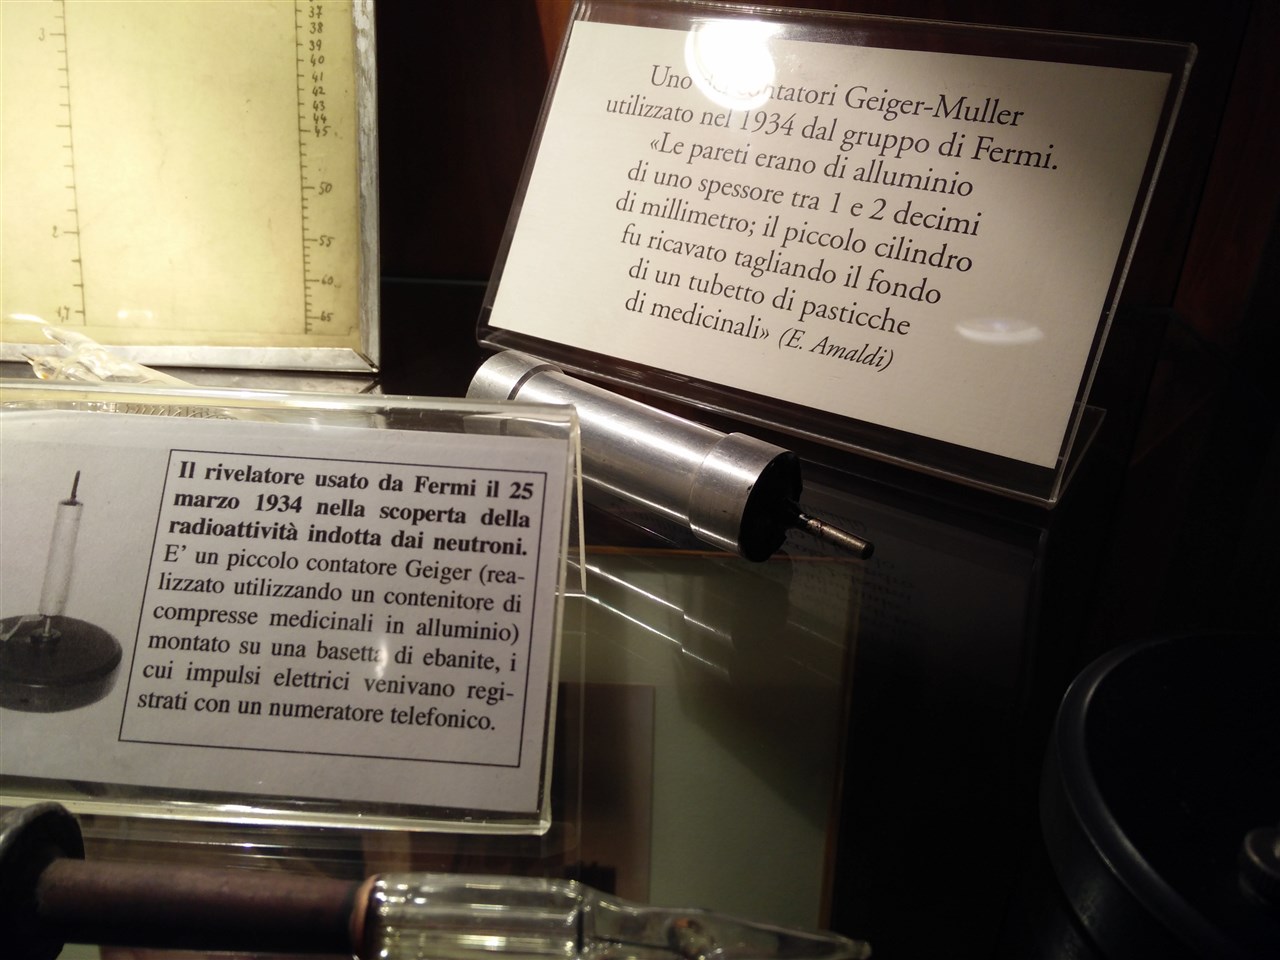 3
2
1,7
37
38
39
40
41
42
43
44
45
50
55
60
65
Uno contatori Geiger-Muller
utilizzato nel 1934 dal gruppo di Fermi.
«Le pareti erano di alluminio
di uno spessore tra 1 e 2 decimi
di millimetro; il piccolo cilindro
fu ricavato tagliando il fondo
di un tubetto di pasticche
di medicinali» (E. Amaldi)
Il rivelatore usato da Fermi il 25
marzo 1934 nella scoperta della
radioattività indotta dai neutroni.
E' un piccolo contatore Geiger (rea-
lizzato utilizzando un contenitore di
compresse medicinali in alluminio)
montato su una basetta di ebanite, i
cui impulsi elettrici venivano regi-
strati con un numeratore telefonico.